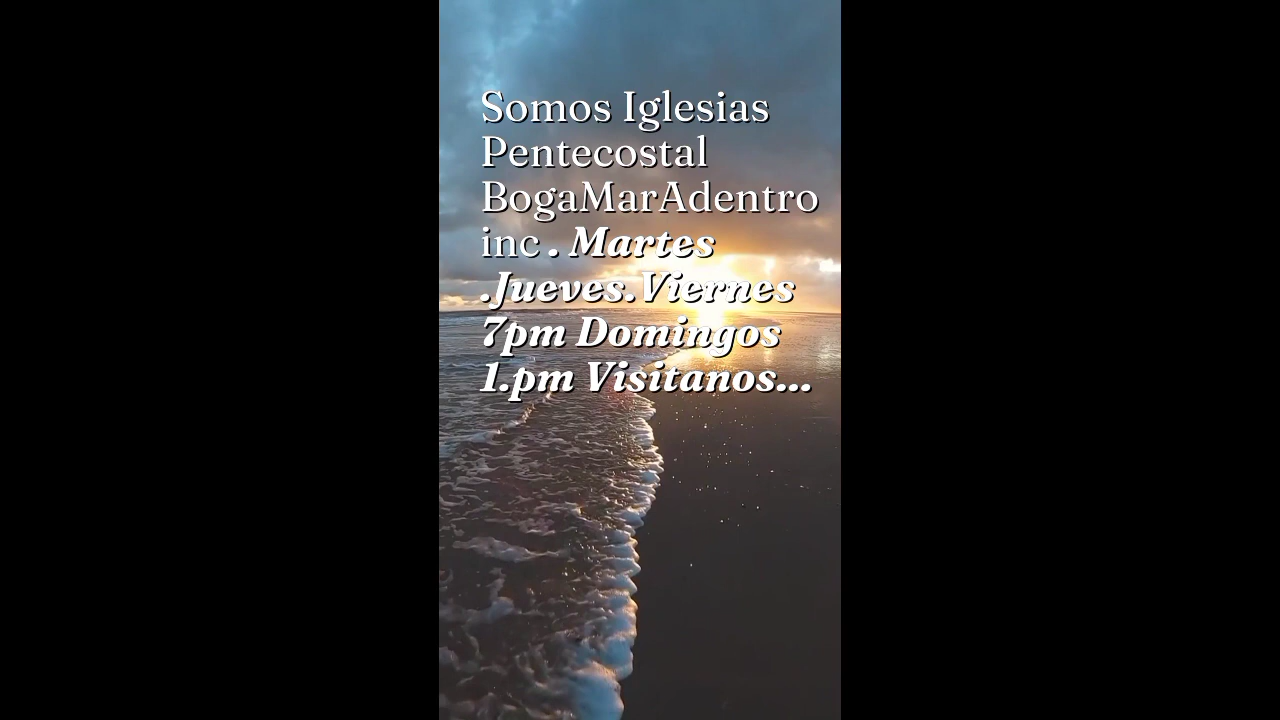 Somos Iglesias
Pentecostal
BogaMarAdentro
inc . Martes
.Jueves.Viernes
7pm Domingos
1.pm Visitanos...